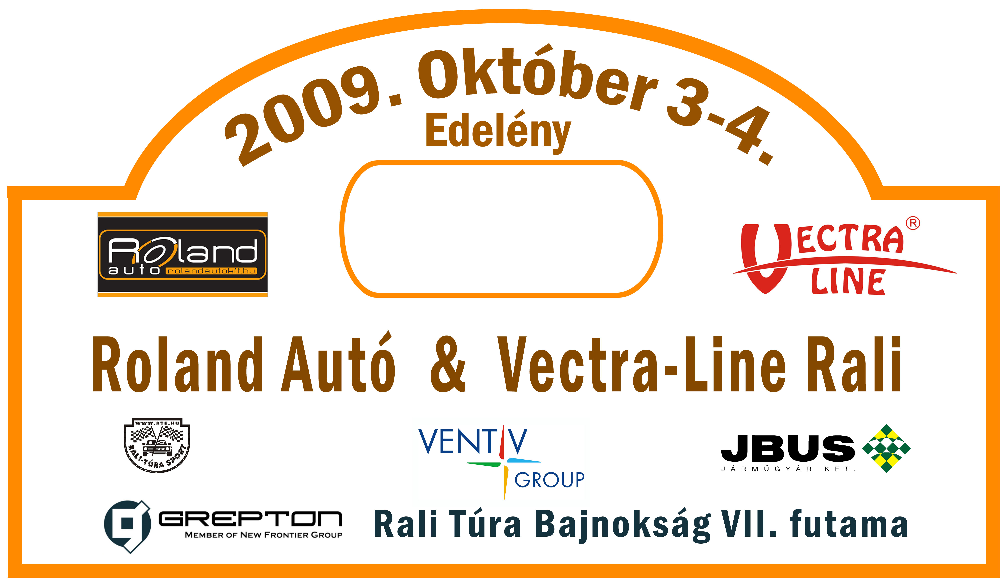 2009. Október 3-4.
Edelény
Roland
autó rolandautokft.hu
VECTRA®
LINE
Roland Autó & Vectra-Line Rali
WWW.RTE.HU
RALI-TÚRA SPORT
VENTIV
GROUP
JBUS
JÁRMŰGYÁR KFT.
GREPTON
MEMBER OF NEW FRONTIER GROUP
Rali Túra Bajnokság VII. futama